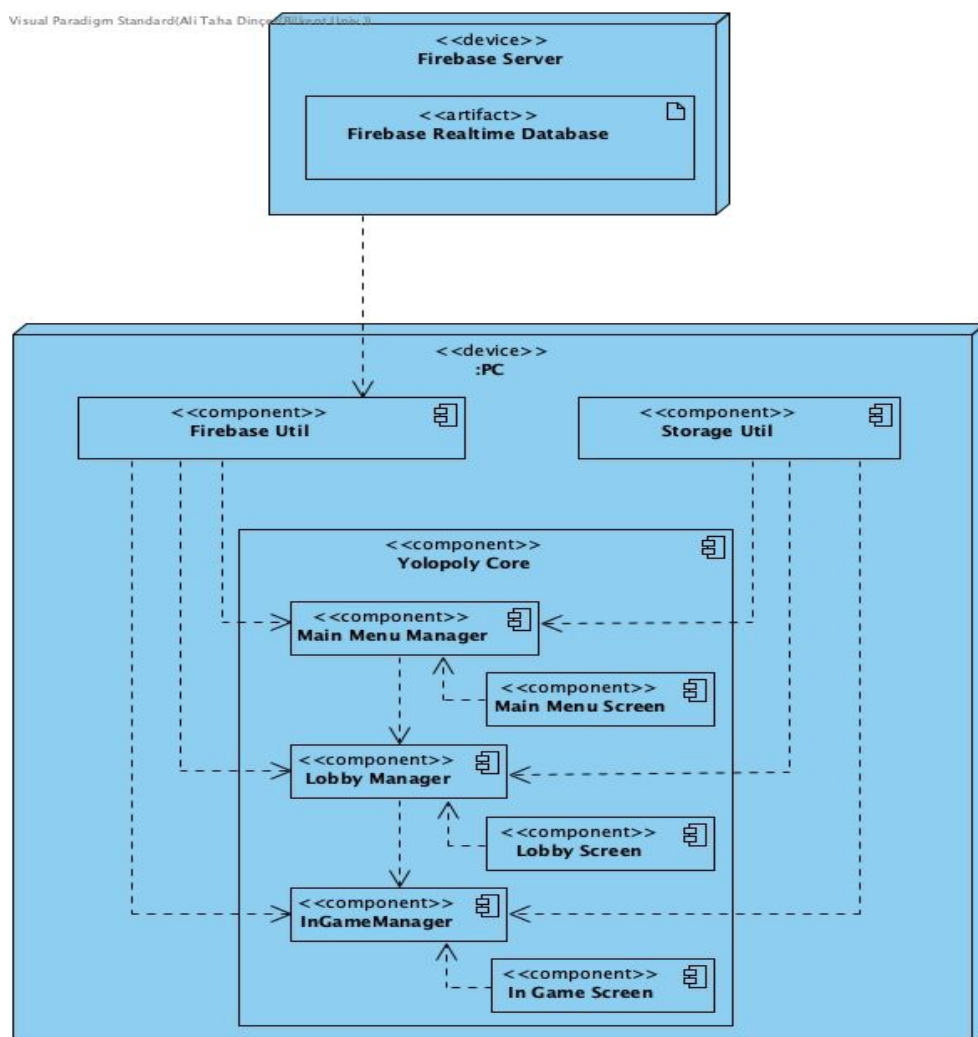 Visual Paradigm Standard(Ali Taha Dinçer(Bilkent Univ.))
<<device>>
Firebase Server
<<artifact>>
Firebase Realtime Database
<<device>>
:PC
<<component>>
Firebase Util
<<component>>
Storage Util
<<component>>
Yolopoly Core
<<component>>
Main Menu Manager
<<component>>
Main Menu Screen
<<component>>
Lobby Manager
<<component>>
Lobby Screen
<<component>>
InGameManager
<<component>>
In Game Screen